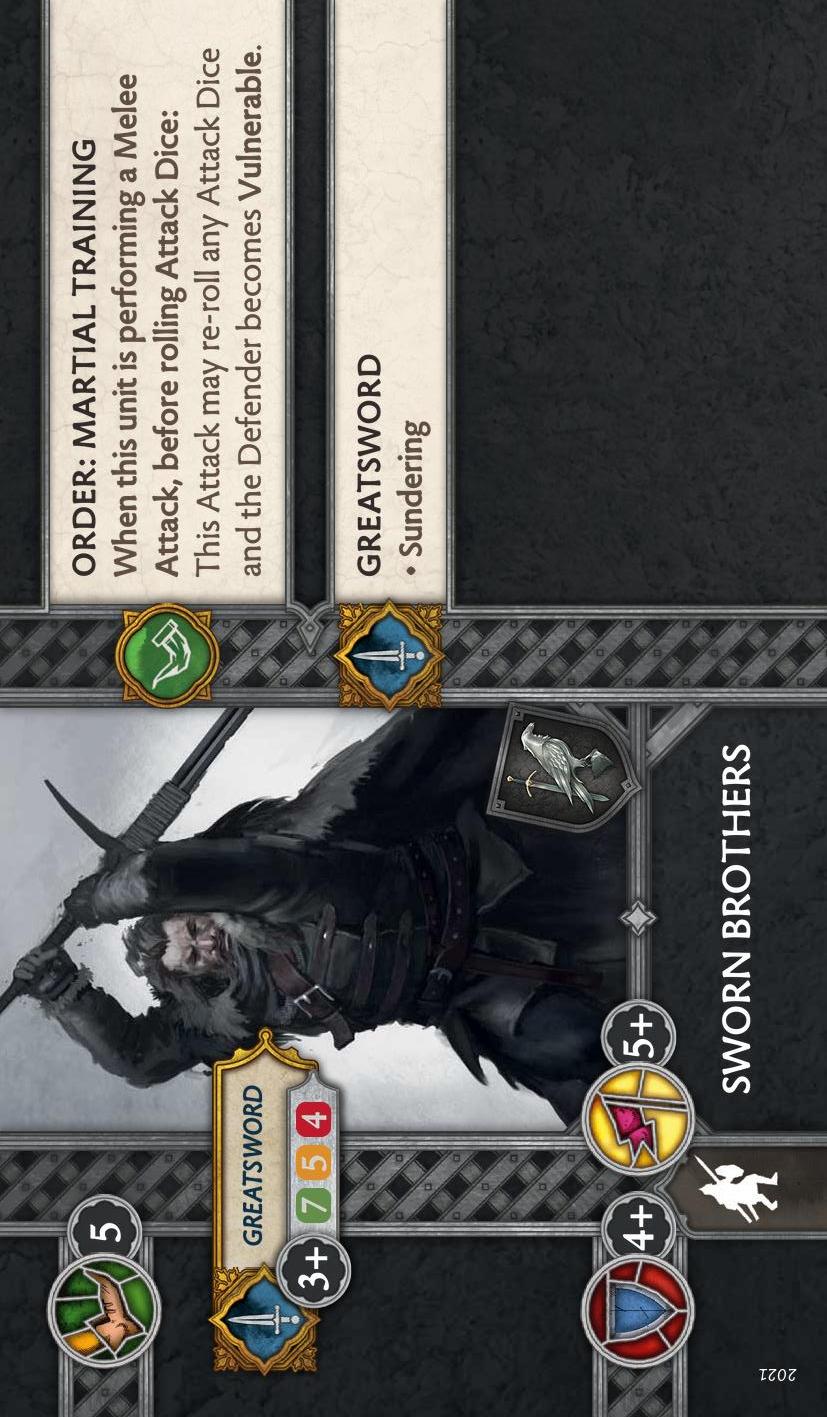 5
GREATSWORD
3+
7 5 4
4+
5+
SWORN BROTHERS
2021
ORDER: MARTIAL TRAINING
When this unit is performing a Melee
Attack, before rolling Attack Dice:
This Attack may re-roll any Attack Dice
and the Defender becomes Vulnerable.
GREATSWORD
• Sundering